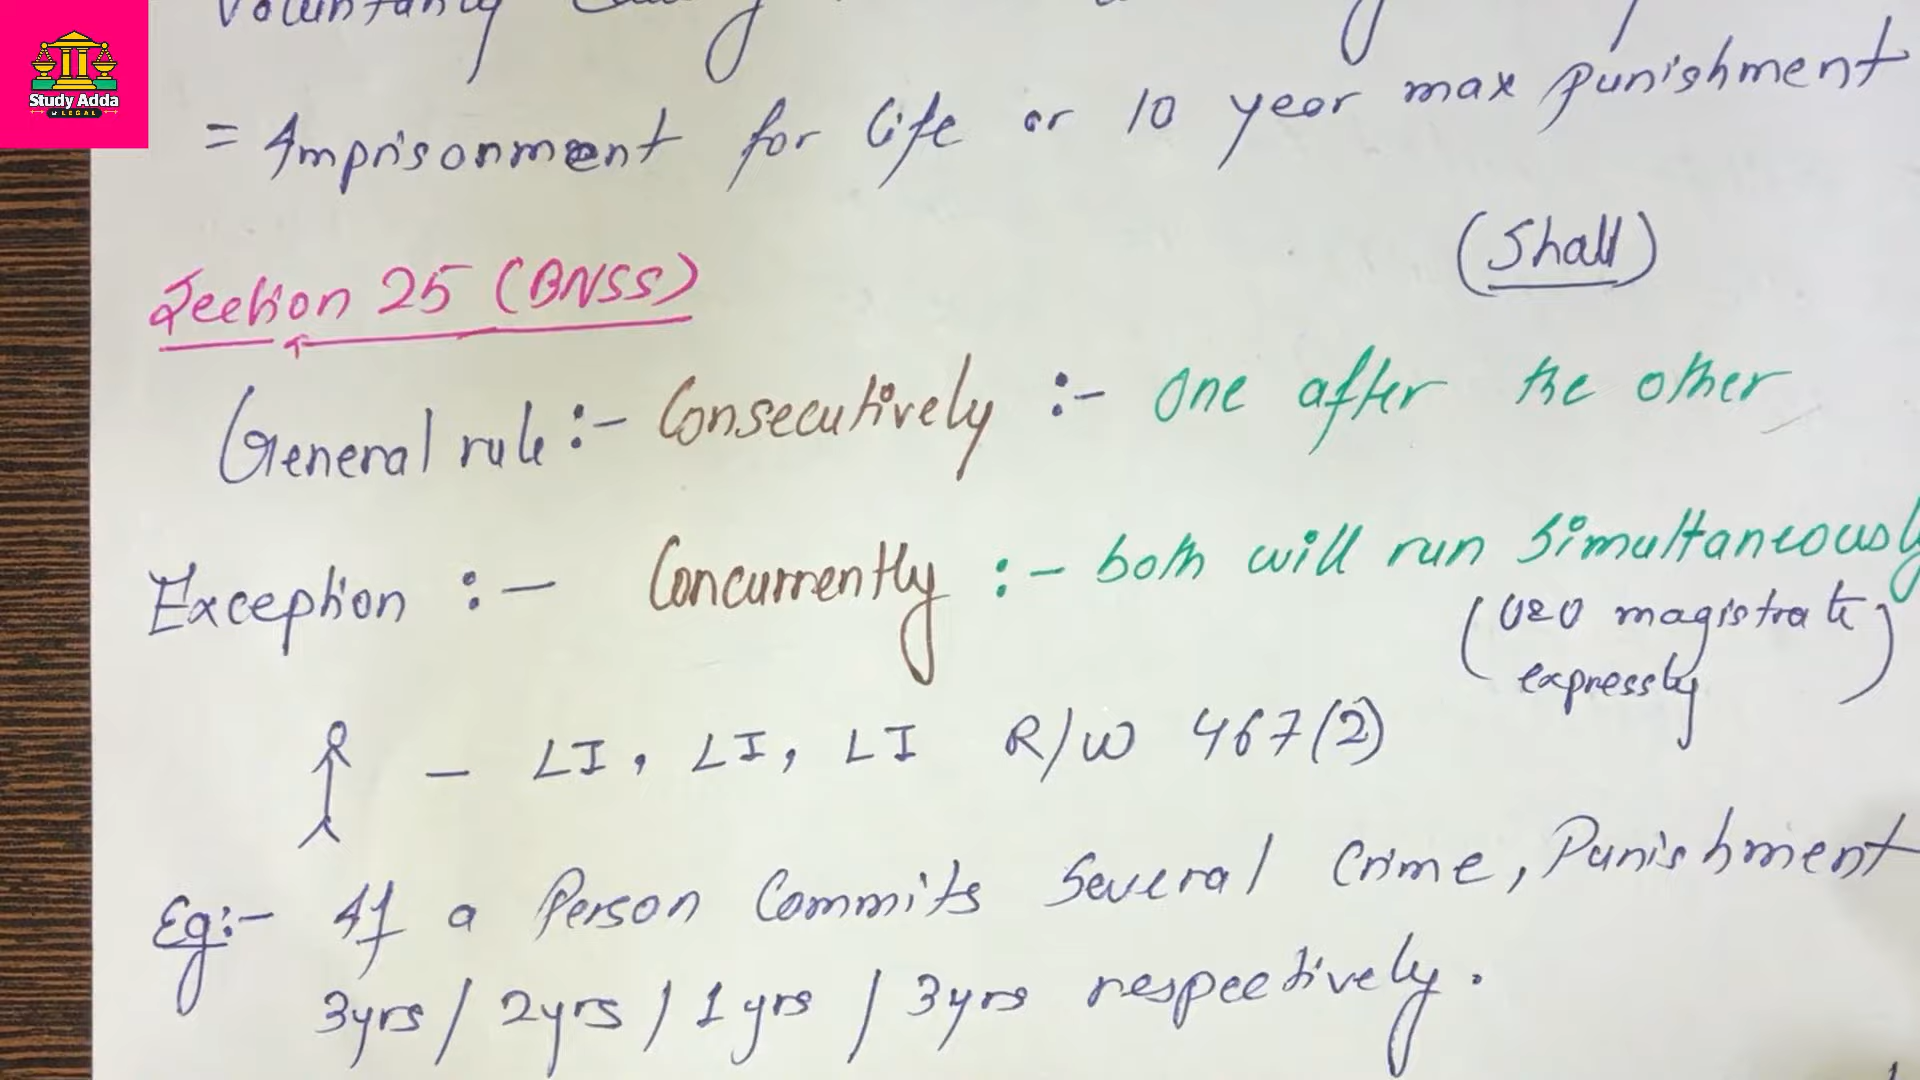 Study Adda
LEGAL
Voluntarily
= Imprisonment for life or 10 year max punishment
(Shall)
Section 25 (BNSS)
General rule :- Consecutively :- One after the other
Exception :- Concurrently :- both will run simultaneously
( magistrate
expressly)
- LI, LI, LI R/W 467(2)
Eg:- If a Person Commits Several Crime, Punishment
3yrs / 2yrs / 1yrs / 3yrs respectively.